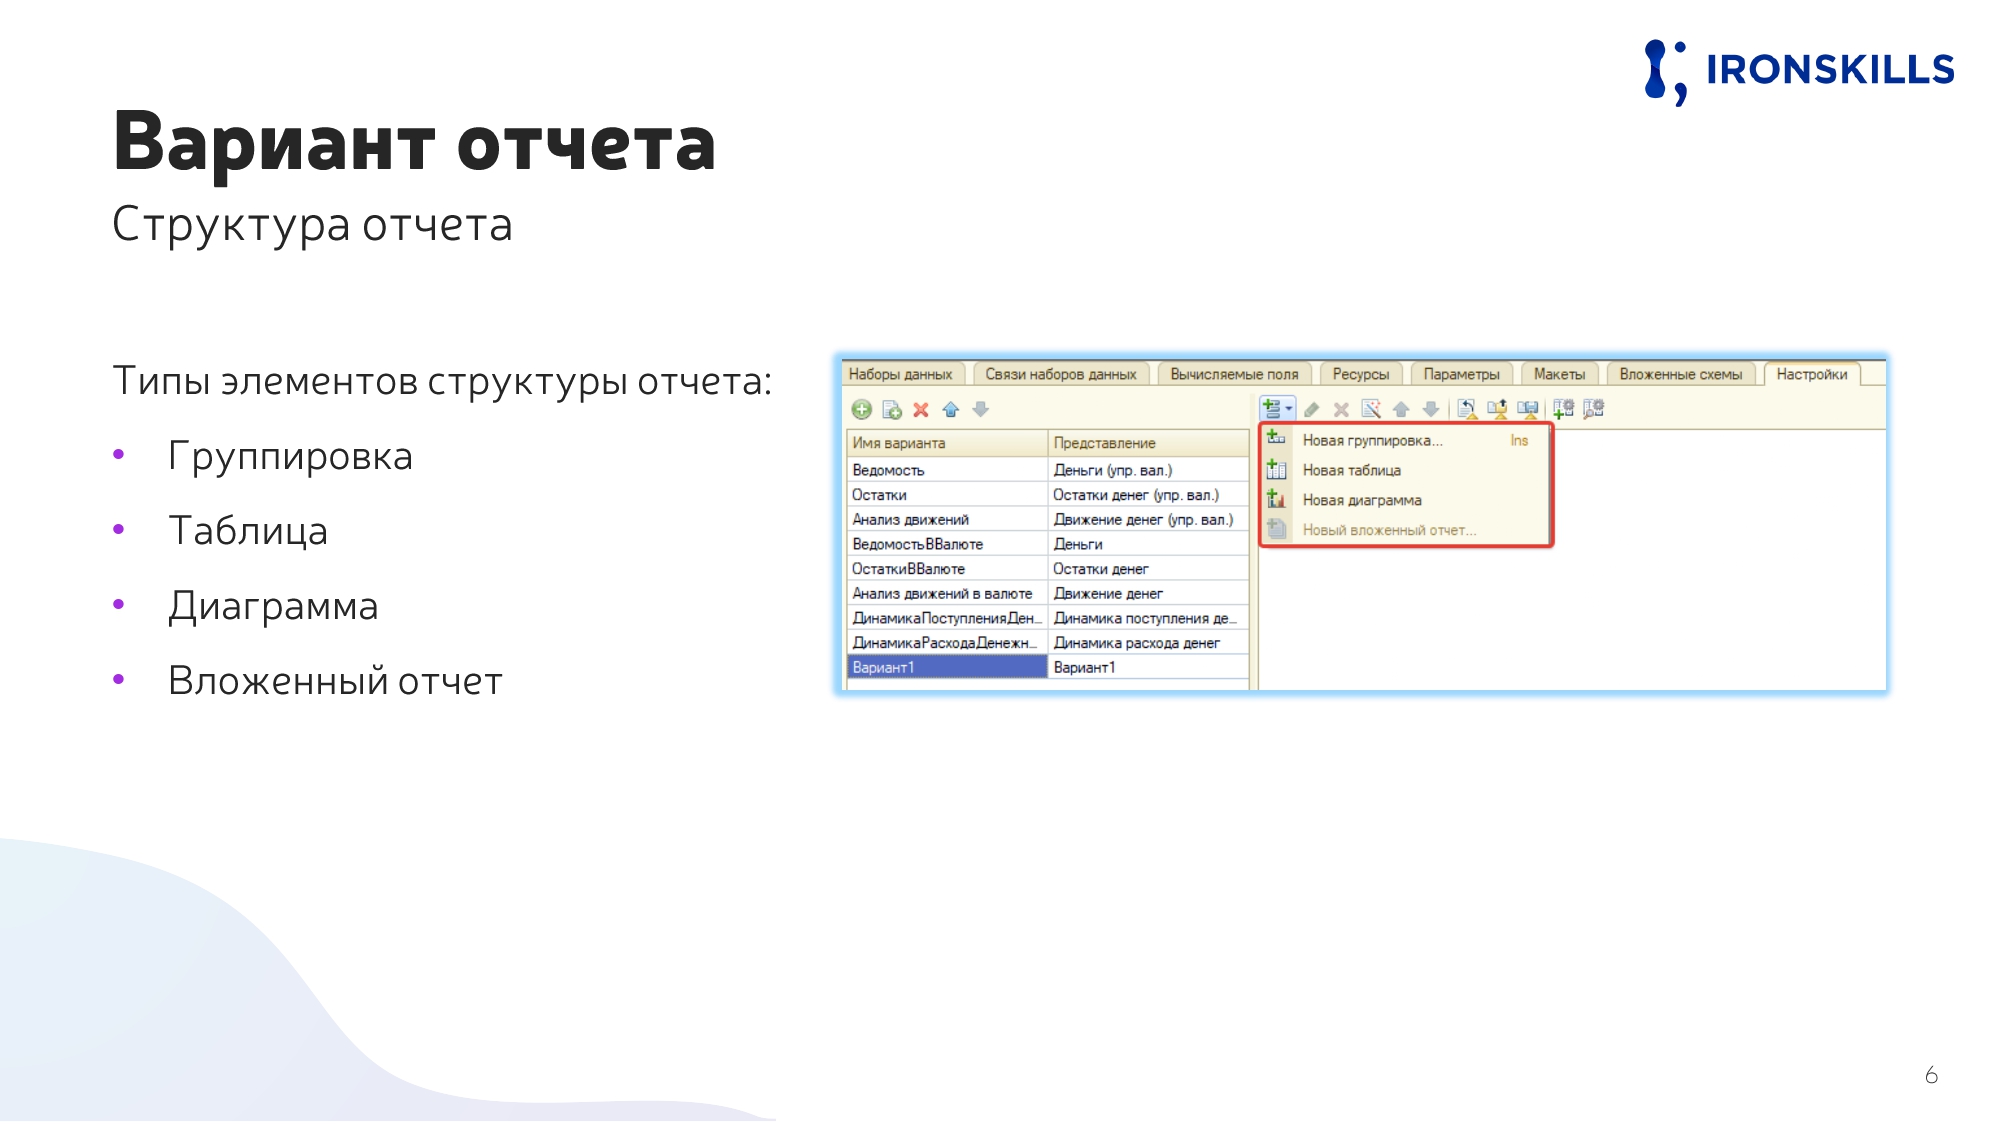 IRONSKILLS
Вариант отчета
Структура отчета
Типы элементов структуры отчета:
• Группировка
• Таблица
• Диаграмма
• Вложенный отчет
Наборы данных Связи наборов данных Вычисляемые поля Ресурсы Параметры Макеты Вложенные схемы Настройки
Имя варианта Представление
Ведомость Деньги (упр. вал.)
Остатки Остатки денег (упр. вал.)
Анализ движений Движение денег (упр. вал.)
ВедомостьВВалюте Деньги
ОстаткиВВалюте Остатки денег
Анализ движений в валюте Движение денег
ДинамикаПоступленияДен... Динамика поступления де...
ДинамикаРасходаДенежн... Динамика расхода денег
Вариант1 Вариант1
Новая группировка... Ins
Новая таблица
Новая диаграмма
Новый вложенный отчет...
6